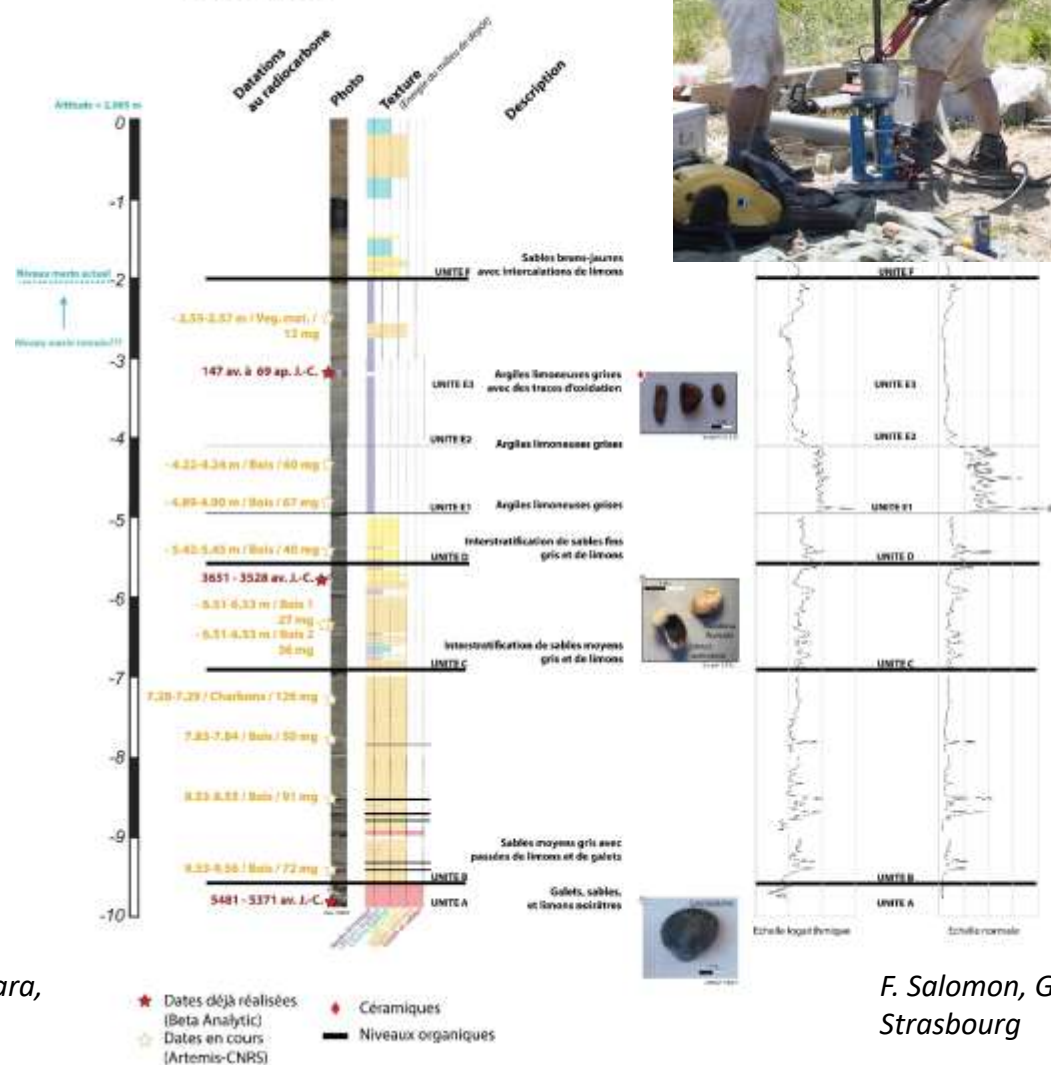 Datations
au radiocarbone
Photo
Texture
(Energie du milieu de dépôt)
Description
Altitude = 2,065 m
0
-1
-2
-3
-4
-5
-6
-7
-8
-9
-10
Niveau marin actuel
Niveau marin romain???
Sables bruns-jaunes
avec intercalations de limons
UNITE F
- 2.55-2.57 m / Veg. mat. /
12 mg
147 av. à 69 ap. J.-C.
UNITE E3
Argiles limoneuses grises
avec des traces d'oxidation
UNITE E2
Argiles limoneuses grises
- 4.22-4.24 m / Bois / 60 mg
- 4.89-4.90 m / Bois / 67 mg
UNITE E1
Argiles limoneuses grises
- 5.42-5.45 m / Bois / 40 mg
Interstratification de sables fins
gris et de limons
UNITE D
3651 - 3528 av. J.-C.
- 6.51-6.53 m / Bois 1
27 mg
- 6.51-6.53 m / Bois 2
36 mg
Interstratification de sables moyens
gris et de limons
UNITE C
7.28-7.29 / Charbons / 126 mg
7.83-7.84 / Bois / 50 mg
8.53-8.55 / Bois / 91 mg
9.55-9.56 / Bois / 72 mg
Sables moyens gris avec
passées de limons et de galets
UNITE B
5481 - 5371 av. J.-C.
UNITE A
Galets, sables,
et limons noirâtres
UNITE F
UNITE E3
UNITE E2
UNITE E1
UNITE D
UNITE C
UNITE B
UNITE A
Echelle logarithmique
Echelle normale
ara,
Dates déjà réalisées
(Beta Analytic)
Dates en cours
(Artemis-CNRS)
Céramiques
Niveaux organiques
F. Salomon, G
Strasbourg